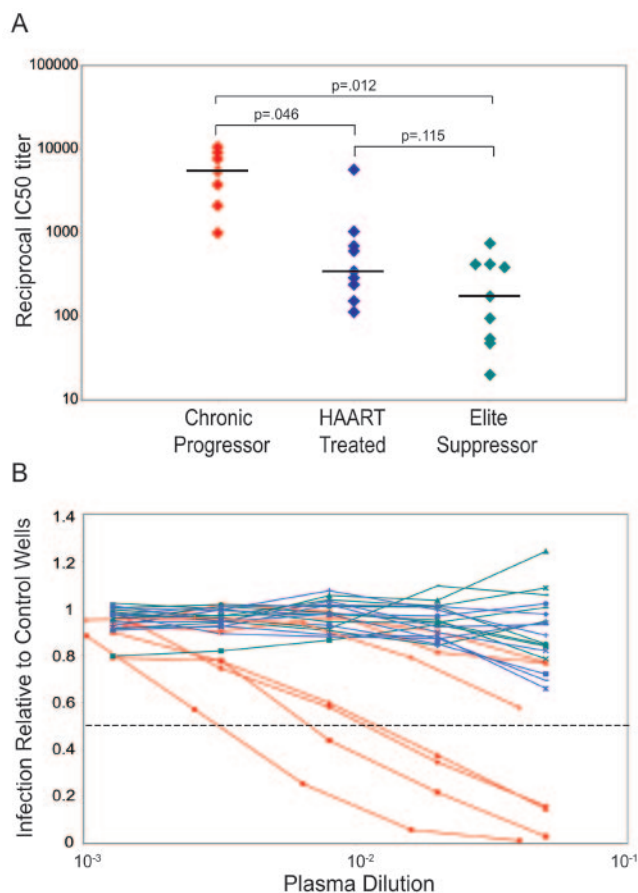 A
100000
10000
1000
100
10
Reciprocal IC50 titer
p=.012
p=.046
p=.115
Chronic
Progressor
HAART
Treated
Elite
Suppressor
B
1.4
1.2
1
0.8
0.6
0.4
0.2
0
Infection Relative to Control Wells
10-3
10-2
10-1
Plasma Dilution